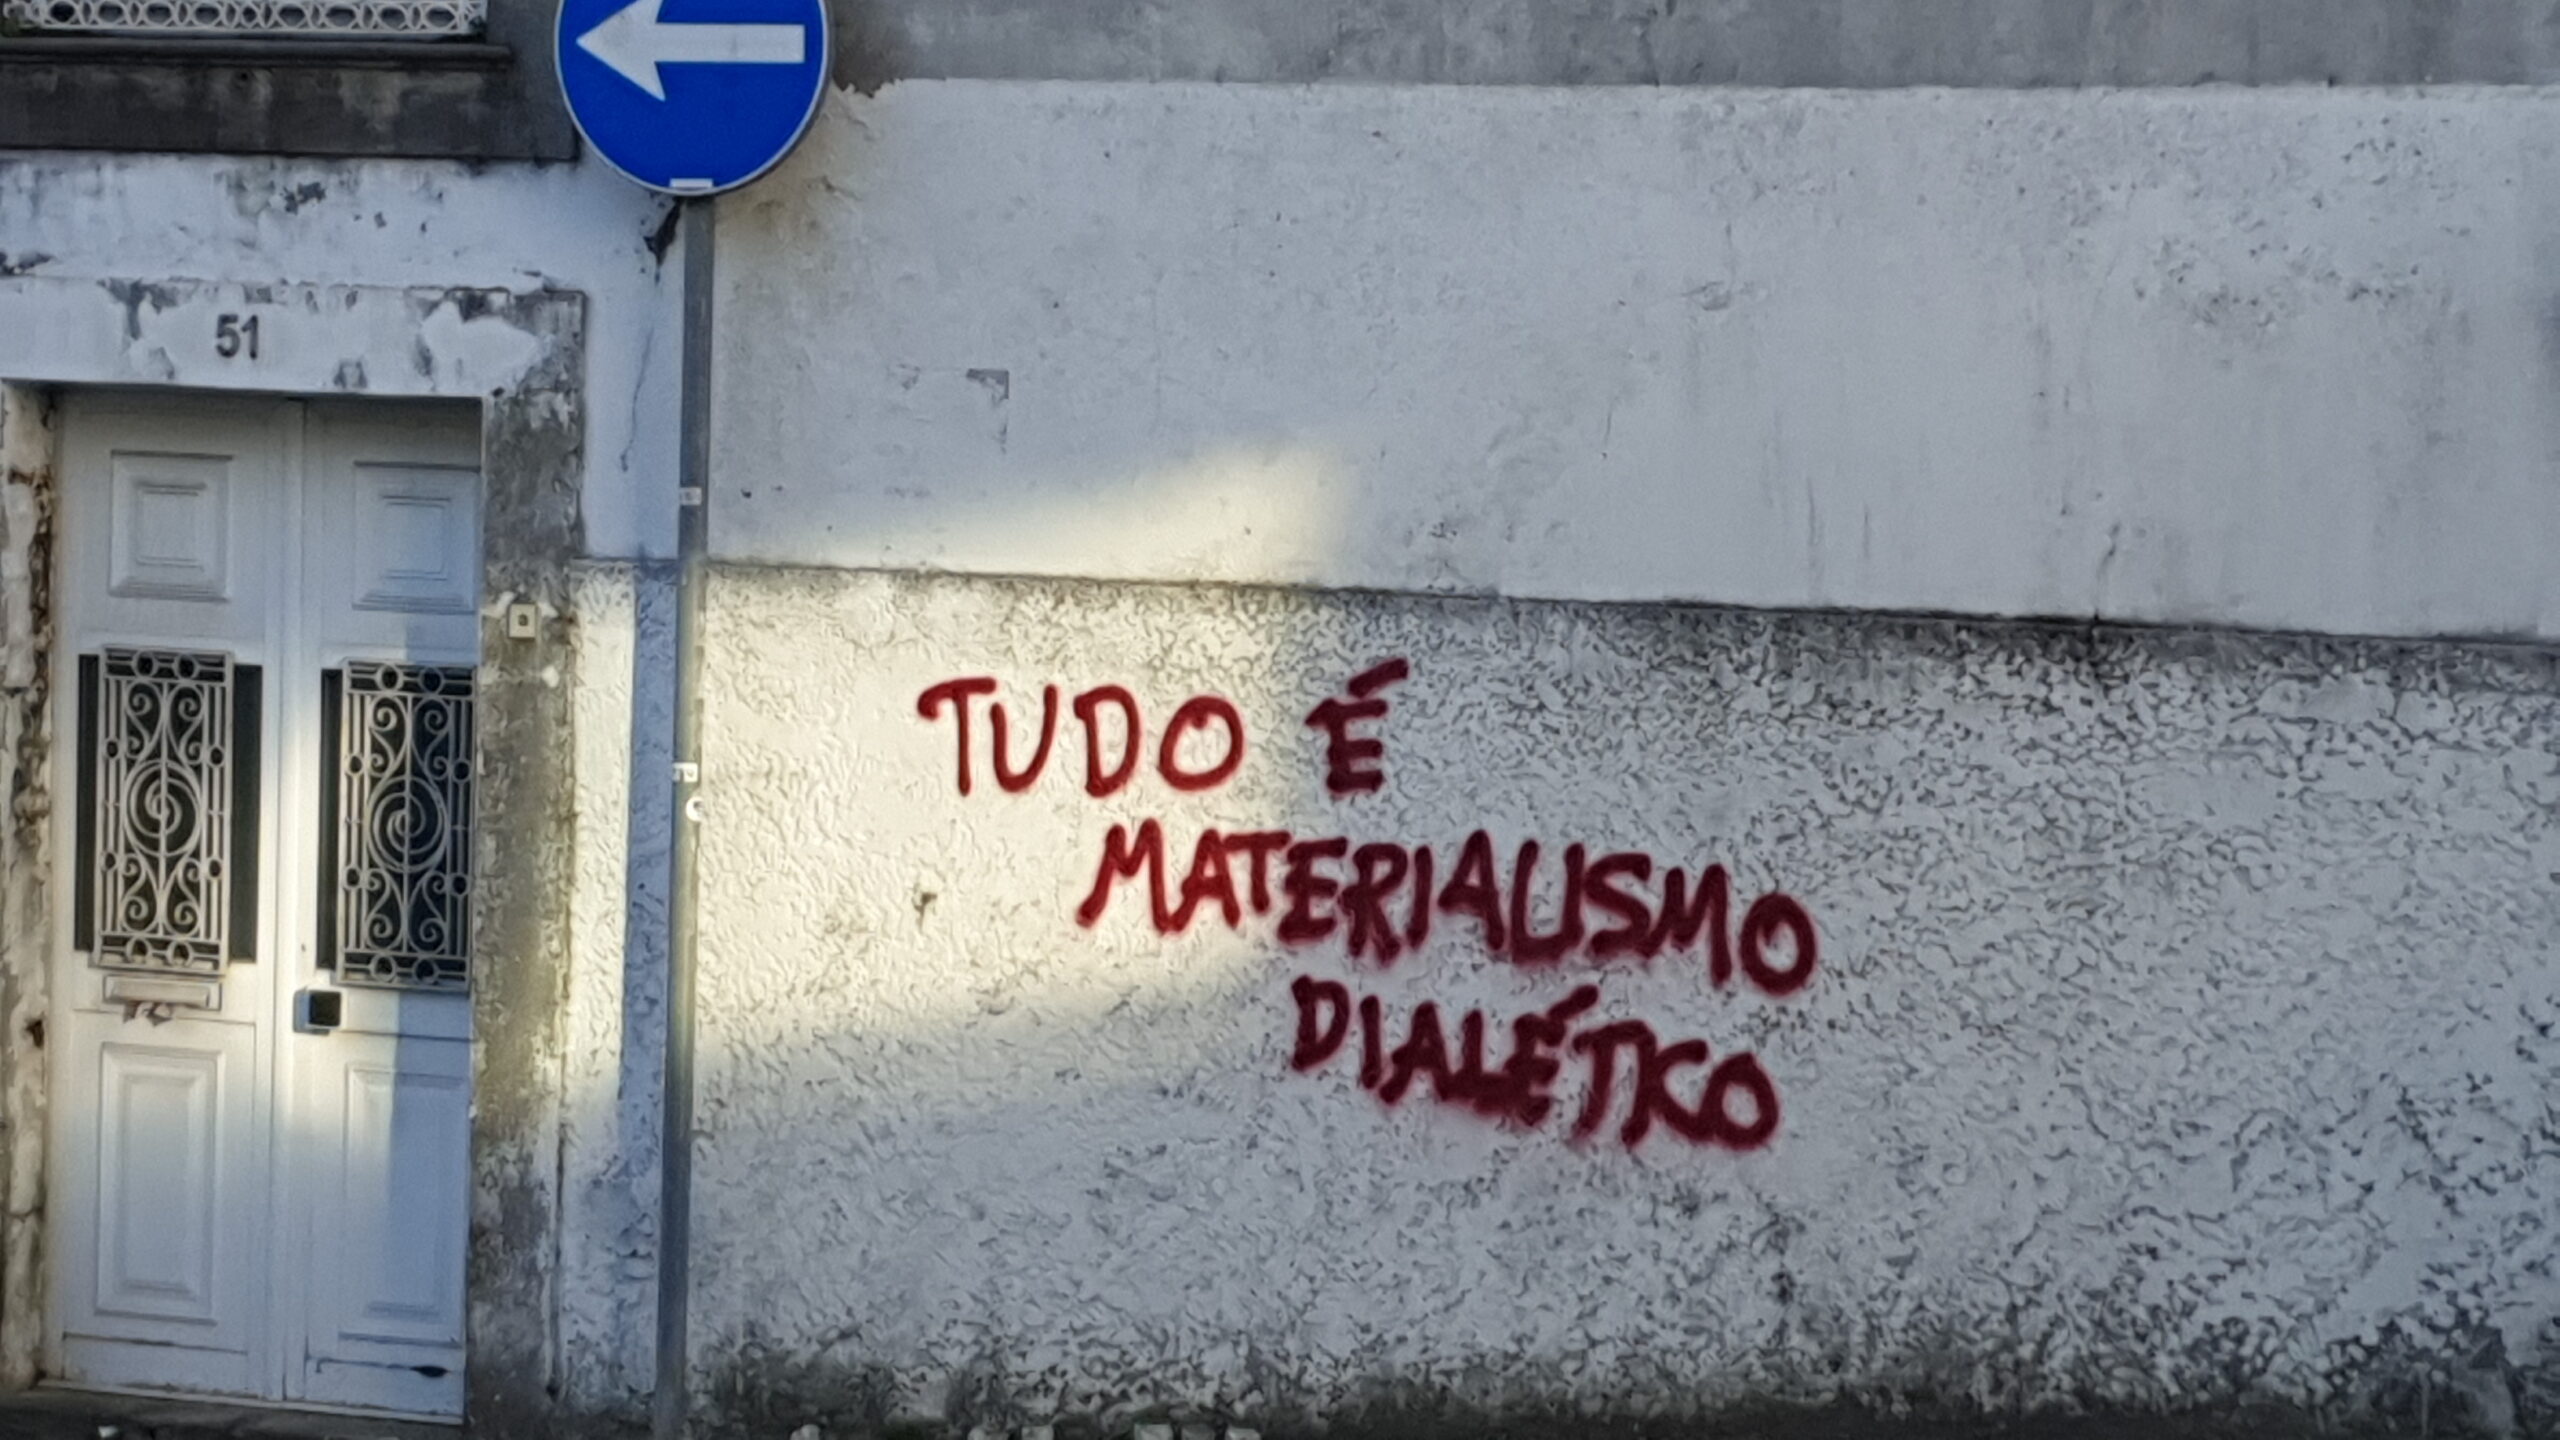 51
TUDO É
MATERIALISMO
DIALÉTICO